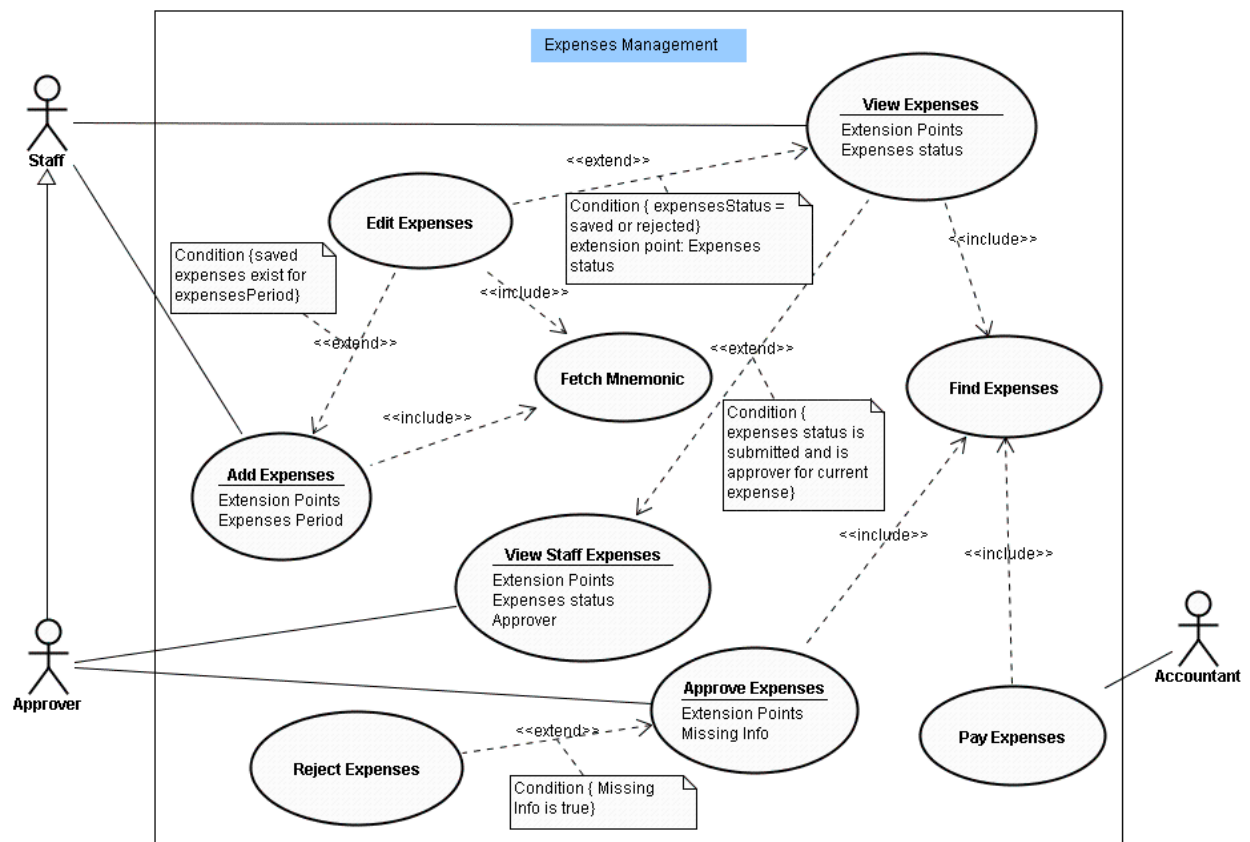 Expenses Management
Staff
View Expenses
Extension Points
Expenses status
<<extend>>
Edit Expenses
Condition { expensesStatus =
saved or rejected}
extension point: Expenses
status
<<include>>
Condition {saved
expenses exist for
expensesPeriod}
<<include>>
<<extend>>
<<extend>>
Fetch Mnemonic
Find Expenses
<<include>>
Condition {
expenses status is
submitted and is
approver for current
expense}
Add Expenses
Extension Points
Expenses Period
<<include>>
<<include>>
View Staff Expenses
Extension Points
Expenses status
Approver
Approver
Accountant
Approve Expenses
Extension Points
Missing Info
<<extend>>
Pay Expenses
Reject Expenses
Condition { Missing
Info is true}